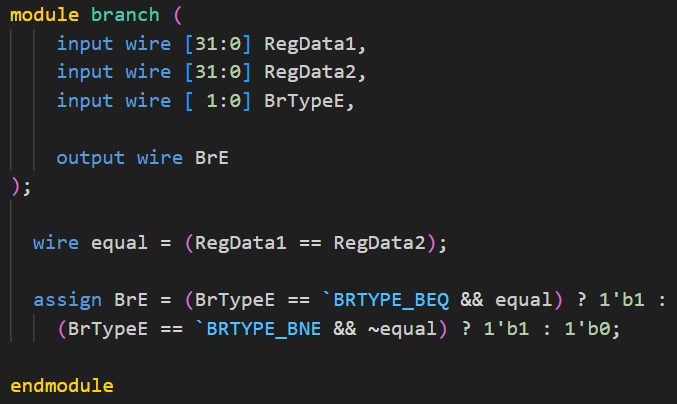 module branch (
    input wire [31:0] RegData1,
    input wire [31:0] RegData2,
    input wire [ 1:0] BrTypeE,

    output wire BrE
);

  wire equal = (RegData1 == RegData2);

  assign BrE = (BrTypeE == `BRTYPE_BEQ && equal) ? 1'b1 :
    (BrTypeE == `BRTYPE_BNE && ~equal) ? 1'b1 : 1'b0;

endmodule